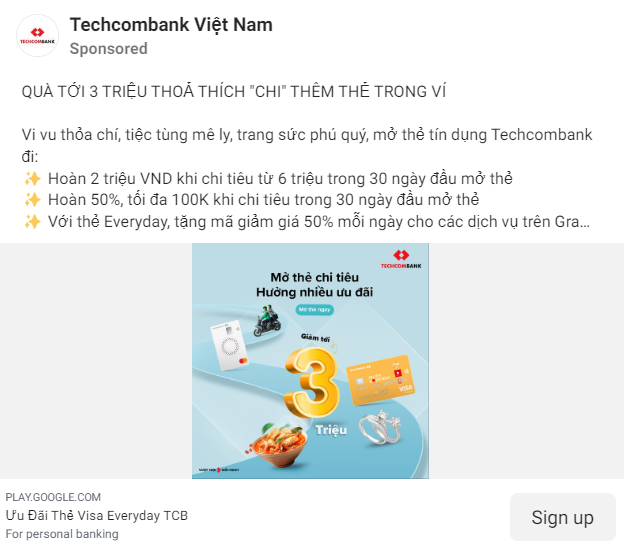 Techcombank Việt Nam
Sponsored
TECHCOMBANK
QUÀ TỚI 3 TRIỆU THOẢ THÍCH "CHI" THÊM THẺ TRONG VÍ
Vi vu thỏa chí, tiệc tùng mê ly, trang sức phú quý, mở thẻ tín dụng Techcombank
đi:
✨ Hoàn 2 triệu VND khi chi tiêu từ 6 triệu trong 30 ngày đầu mở thẻ
✨ Hoàn 50%, tối đa 100K khi chi tiêu trong 30 ngày đầu mở thẻ
✨ Với thẻ Everyday, tặng mã giảm giá 50% mỗi ngày cho các dịch vụ trên Gra...
TECHCOMBANK
Mở thẻ chi tiêu
Hưởng nhiều ưu đãi
Mở thẻ ngay
Giảm tới
3
Triệu
VISA
PLAY.GOOGLE.COM
Ưu Đãi Thẻ Visa Everyday TCB
For personal banking
Sign up